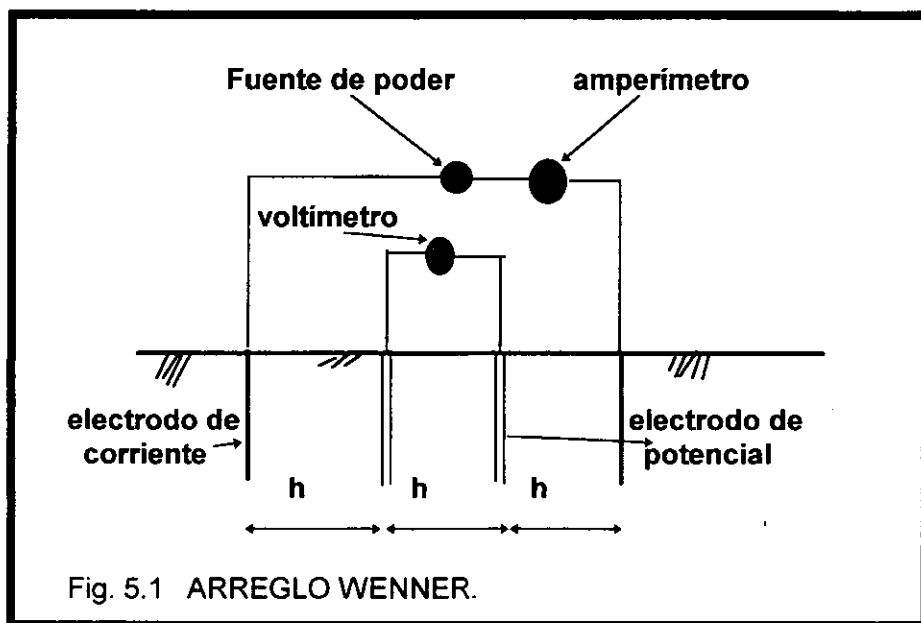 Fuente de poder
amperímetro
voltímetro
electrodo de
corriente
electrodo de
potencial
h
h
h
Fig. 5.1 ARREGLO WENNER.